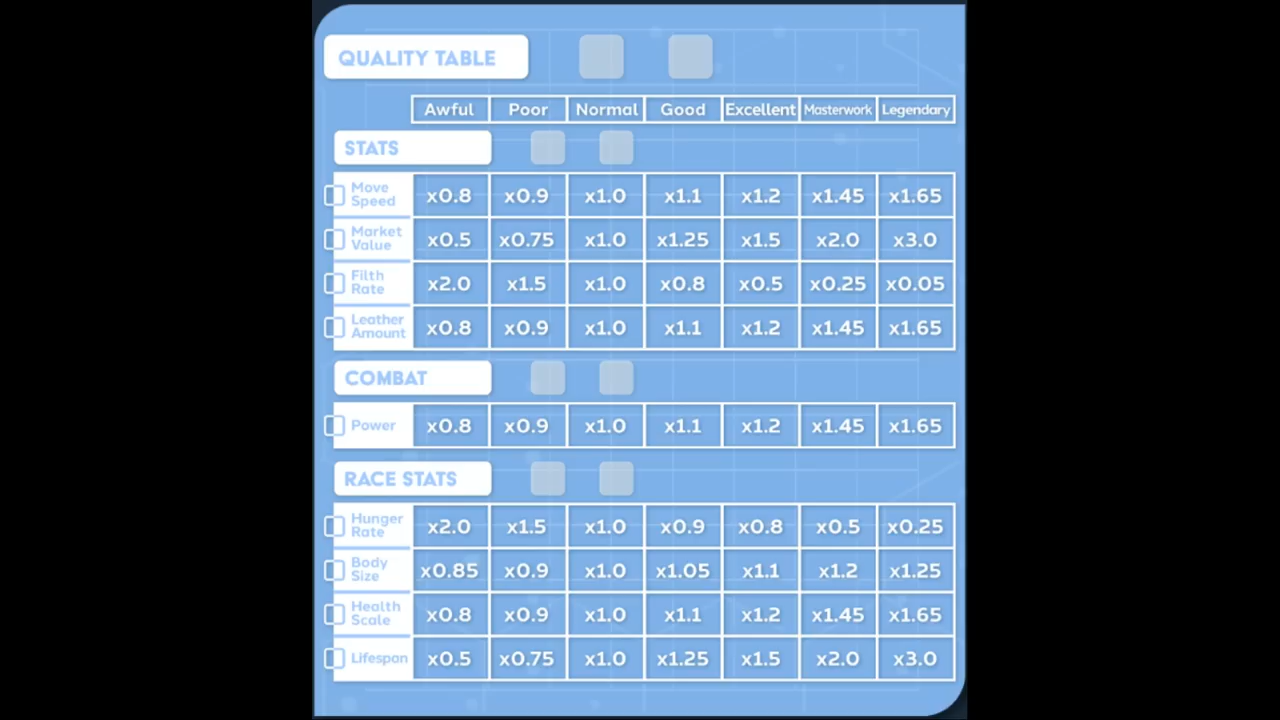 QUALITY TABLE
Awful Poor Normal Good Excellent Masterwork Legendary
STATS
Move Speed x0.8 x0.9 x1.0 x1.1 x1.2 x1.45 x1.65
Market Value x0.5 x0.75 x1.0 x1.25 x1.5 x2.0 x3.0
Filth Rate x2.0 x1.5 x1.0 x0.8 x0.5 x0.25 x0.05
Leather Amount x0.8 x0.9 x1.0 x1.1 x1.2 x1.45 x1.65
COMBAT
Power x0.8 x0.9 x1.0 x1.1 x1.2 x1.45 x1.65
RACE STATS
Hunger Rate x2.0 x1.5 x1.0 x0.9 x0.8 x0.5 x0.25
Body Size x0.85 x0.9 x1.0 x1.05 x1.1 x1.2 x1.25
Health Scale x0.8 x0.9 x1.0 x1.1 x1.2 x1.45 x1.65
Lifespan x0.5 x0.75 x1.0 x1.25 x1.5 x2.0 x3.0